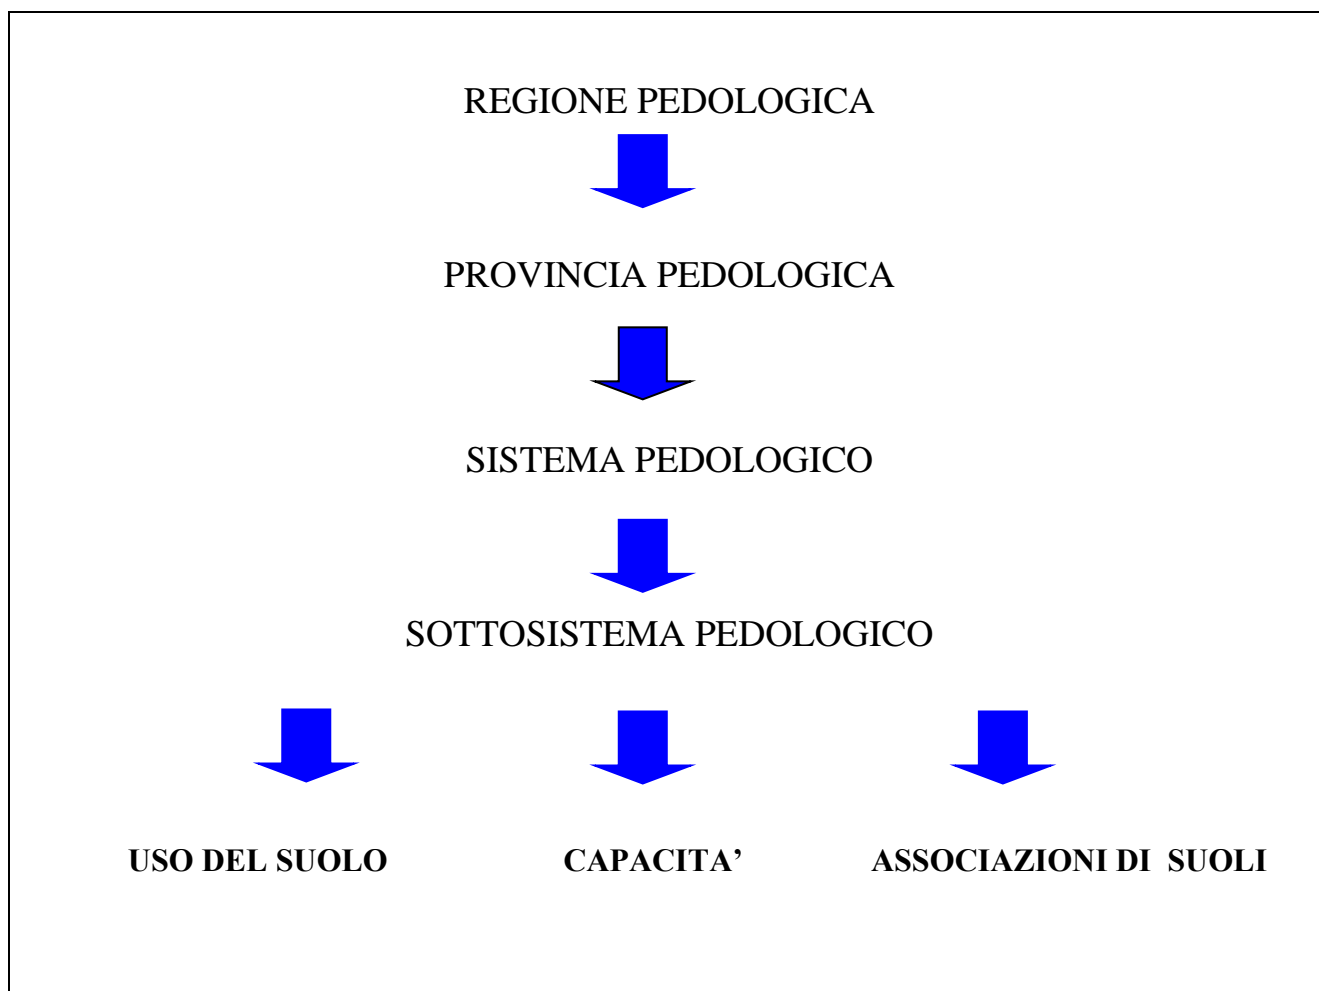 REGIONE PEDOLOGICA
PROVINCIA PEDOLOGICA
SISTEMA PEDOLOGICO
SOTTOSISTEMA PEDOLOGICO
USO DEL SUOLO CAPACITA’ ASSOCIAZIONI DI SUOLI